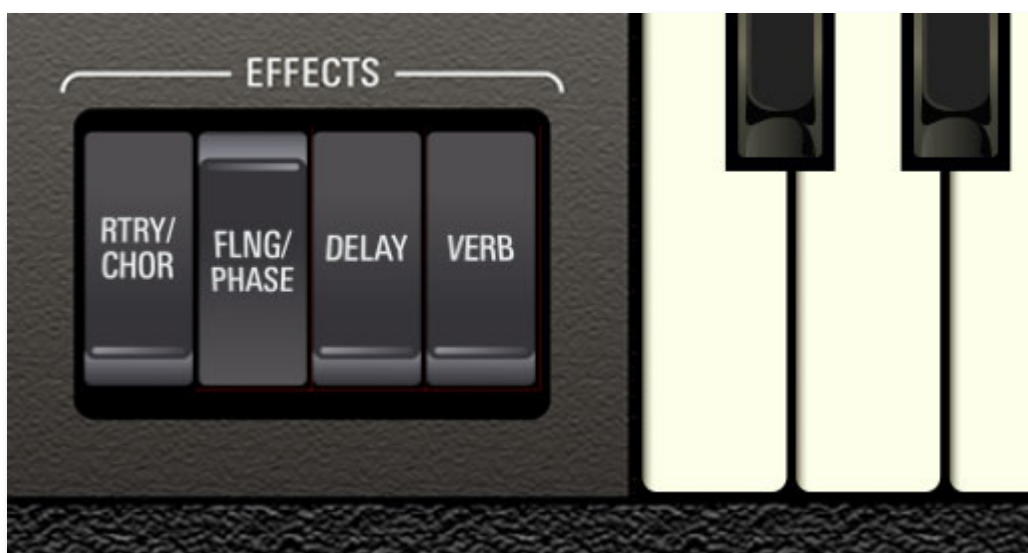 EFFECTS
RTRY/
CHOR
FLNG/
PHASE
DELAY
VERB